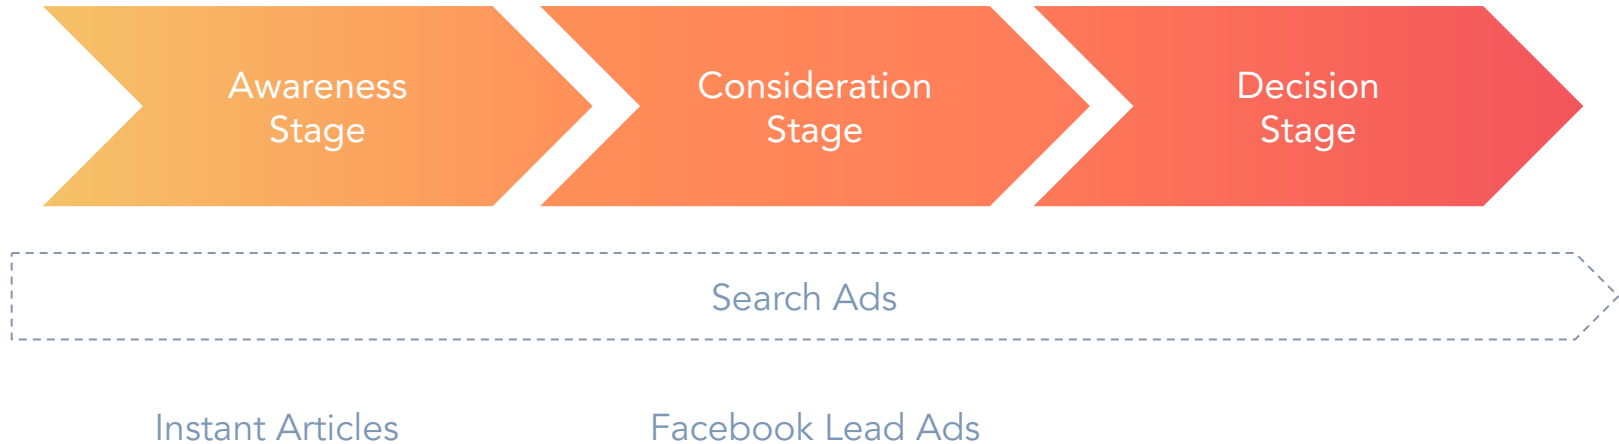 Awareness
Stage
Consideration
Stage
Decision
Stage
Search Ads
Instant Articles
Facebook Lead Ads